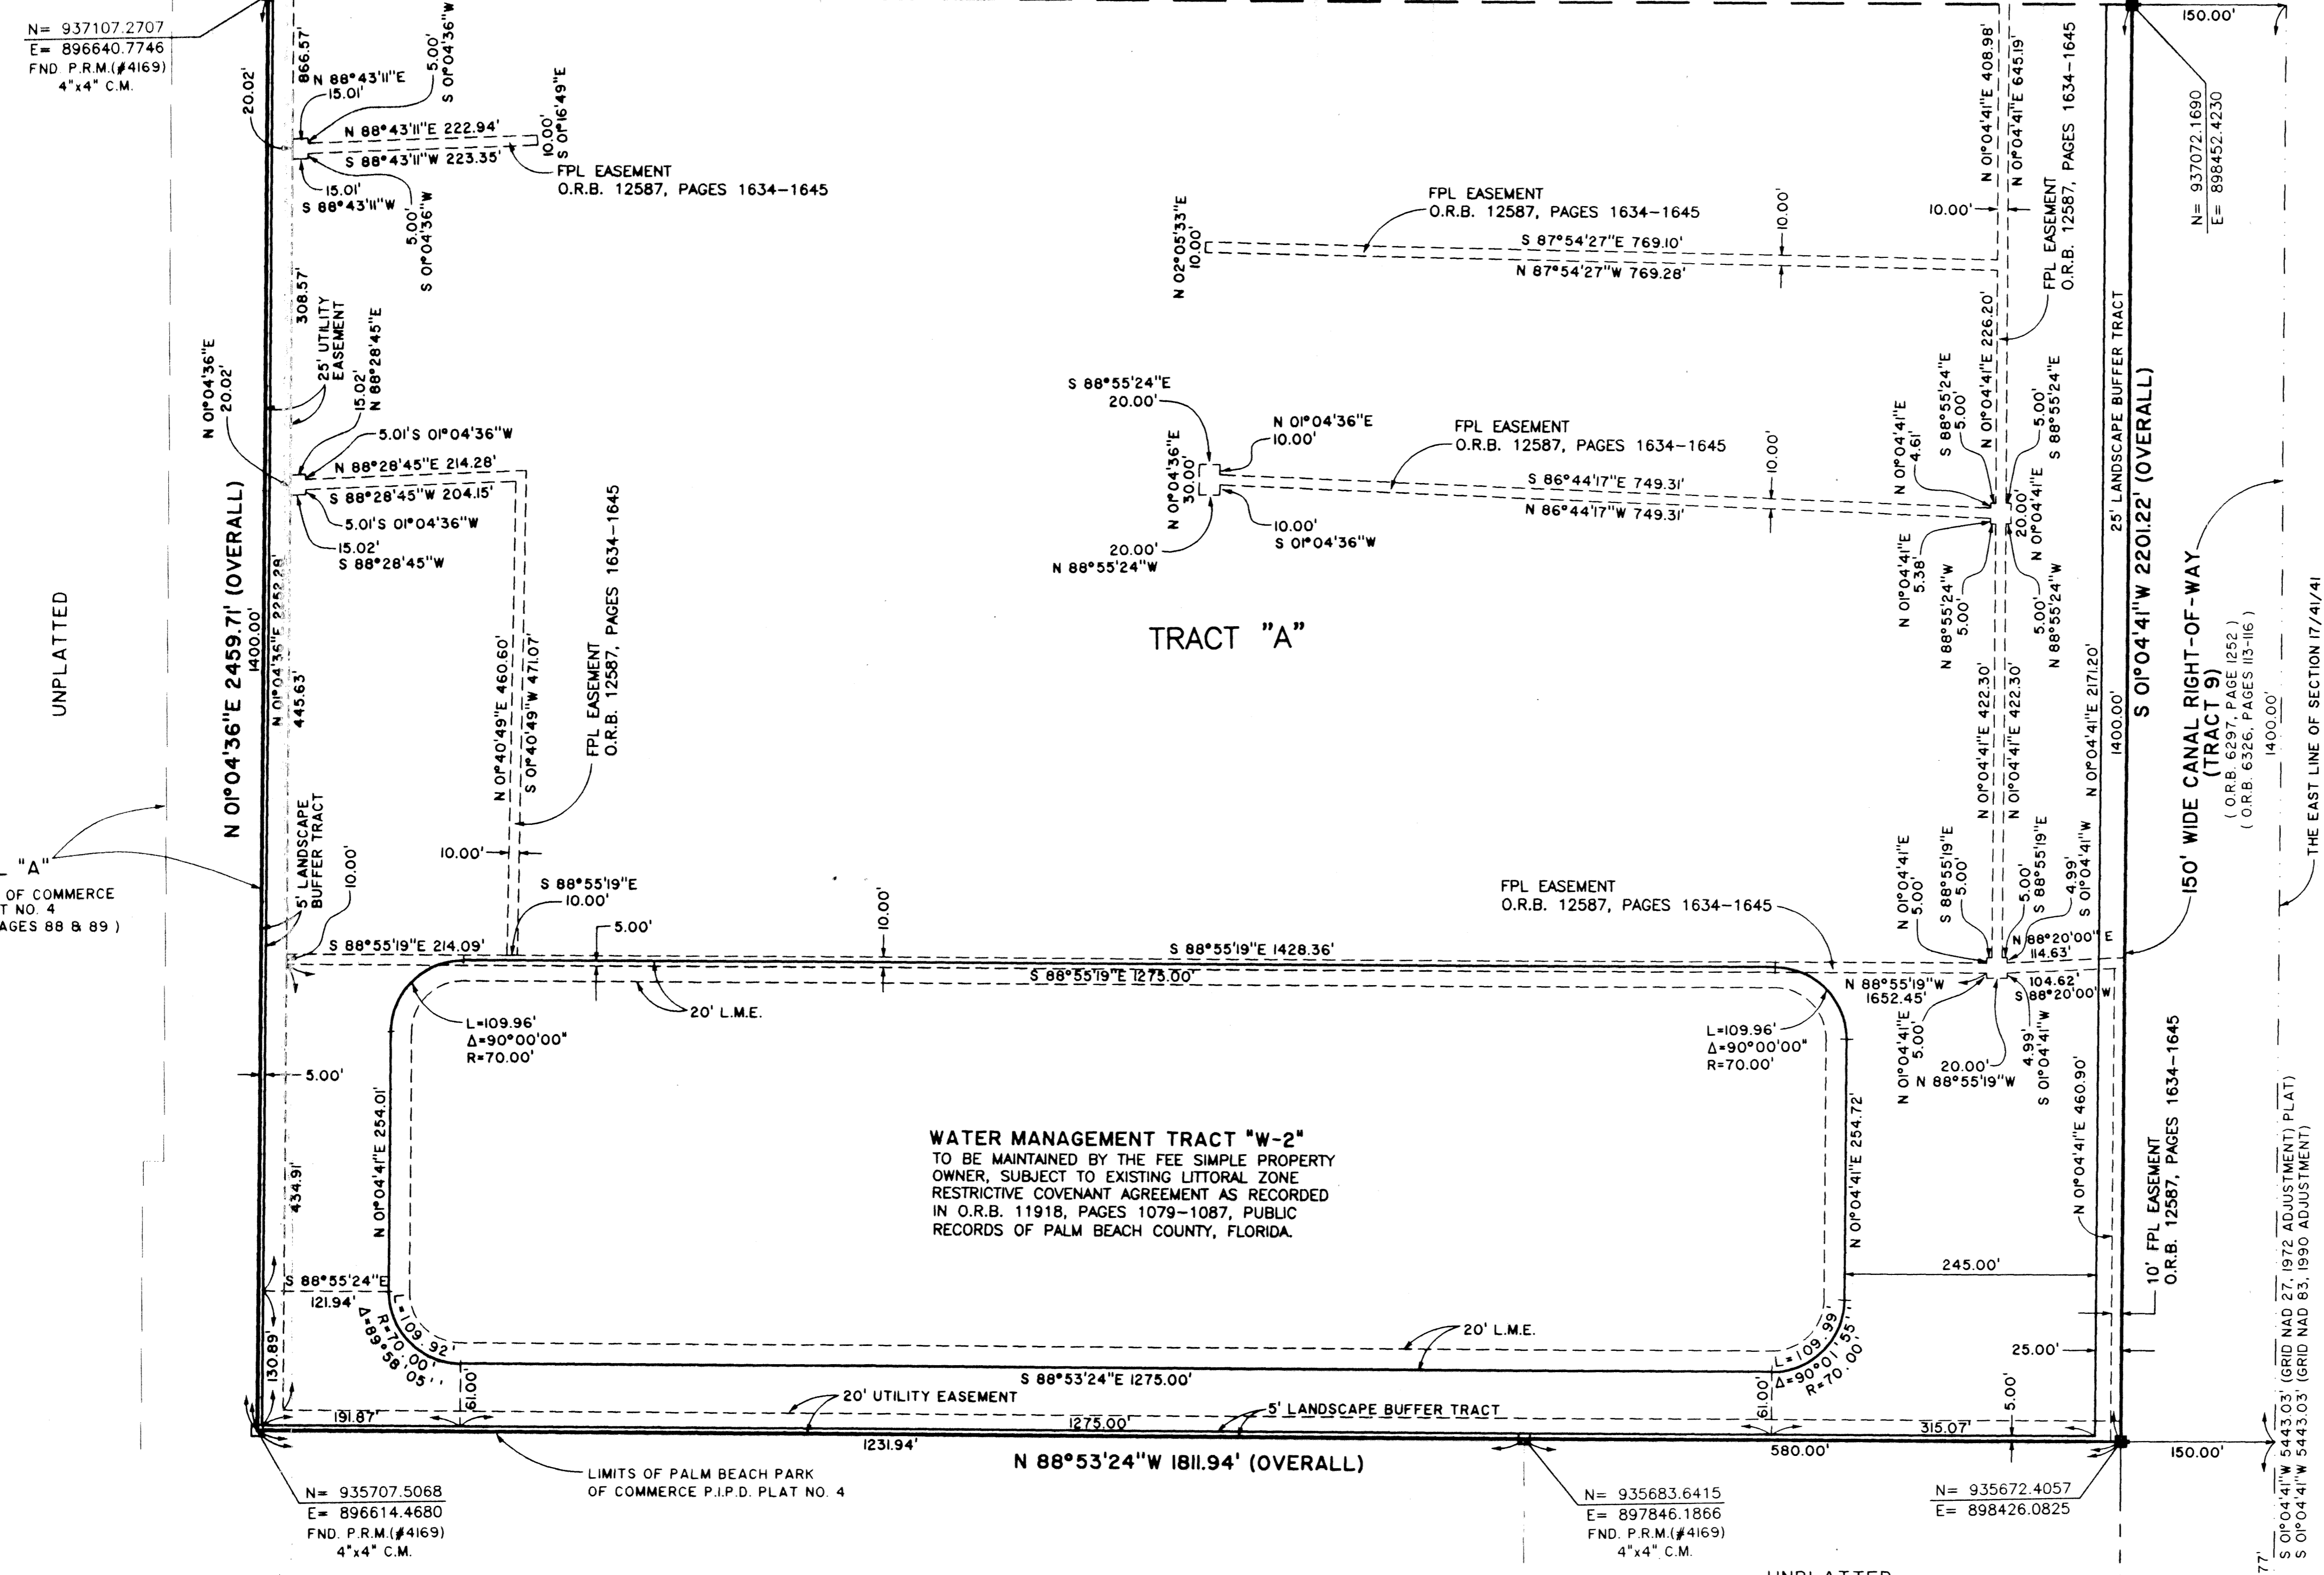 N= 937107.2707
E= 896640.7746
FND. P.R.M.(#4169)
4"x4" C.M.
866.57'
20.02'
N 88°43'11"E
15.01'
5.00'
S 01°04'36"W
N 88°43'11"E 222.94'
S 88°43'11"W 223.35'
10.00'
S 01°16'49"E
FPL EASEMENT
O.R.B. 12587, PAGES 1634-1645
15.01'
S 88°43'11"W
5.00'
S 01°04'36"W
308.57'
25' UTILITY
EASEMENT
N 01°04'36"E
20.02'
15.02'
N 88°28'45"E
5.01' S 01°04'36"W
N 88°28'45"E 214.28'
S 88°28'45"W 204.15'
5.01' S 01°04'36"W
15.02'
S 88°28'45"W
UNPLATTED
N 01°04'36"E 2459.71' (OVERALL)
1400.00'
N 01°04'36"E 2252.28'
445.63'
N 01°40'49"E 460.60'
S 01°40'49"W 471.07'
FPL EASEMENT
O.R.B. 12587, PAGES 1634-1645
10.00'
5' LANDSCAPE
BUFFER TRACT
10.00'
"A"
OF COMMERCE
T NO. 4
AGES 88 & 89 )
N 02°05'33"E
10.00'
FPL EASEMENT
O.R.B. 12587, PAGES 1634-1645
S 87°54'27"E 769.10'
N 87°54'27"W 769.28'
10.00'
S 88°55'24"E
20.00'
N 01°04'36"E
10.00'
N 01°04'36"E
30.00'
FPL EASEMENT
O.R.B. 12587, PAGES 1634-1645
S 86°44'17"E 749.31'
N 86°44'17"W 749.31'
10.00'
10.00'
S 01°04'36"W
20.00'
N 88°55'24"W
TRACT "A"
N 01°04'41"E 408.98'
N 01°04'41"E 645.19'
10.00'
FPL EASEMENT
O.R.B. 12587, PAGES 1634-1645
N 01°04'41"E 226.20'
N 01°04'41"E
4.61'
S 88°55'24"E
5.00'
5.00'
S 88°55'24"E
20.00'
N 01°04'41"E
N 01°04'41"E
5.38'
N 88°55'24"W
5.00'
5.00'
N 88°55'24"W
N 01°04'41"E 422.30'
N 01°04'41"E 422.30'
25' LANDSCAPE BUFFER TRACT
N 01°04'41"E 2171.20'
1400.00'
S 01°04'41"W 2201.22' (OVERALL)
150.00'
N= 937072.1690
E= 898452.4230
150' WIDE CANAL RIGHT-OF-WAY
(TRACT 9)
( O.R.B. 6297, PAGE 1252 )
( O.R.B. 6326, PAGES 113-116 )
1400.00'
THE EAST LINE OF SECTION 17/41/41
S 88°55'19"E 214.09'
S 88°55'19"E
10.00'
5.00'
10.00'
S 88°55'19"E 1428.36'
S 88°55'19"E 1275.00'
FPL EASEMENT
O.R.B. 12587, PAGES 1634-1645
N 01°04'41"E
5.00'
S 88°55'19"E
5.00'
5.00'
S 88°55'19"E
4.99'
S 01°04'41"W
N 88°20'00" E
114.63'
104.62'
S 88°20'00" W
N 88°55'19"W
1652.45'
N 01°04'41"E
5.00'
20.00'
N 88°55'19"W
4.99'
S 01°04'41"W
20' L.M.E.
L=109.96'
Δ=90°00'00"
R=70.00'
L=109.96'
Δ=90°00'00"
R=70.00'
5.00'
N 01°04'41"E 254.01'
434.91'
WATER MANAGEMENT TRACT "W-2"
TO BE MAINTAINED BY THE FEE SIMPLE PROPERTY
OWNER, SUBJECT TO EXISTING LITTORAL ZONE
RESTRICTIVE COVENANT AGREEMENT AS RECORDED
IN O.R.B. 11918, PAGES 1079-1087, PUBLIC
RECORDS OF PALM BEACH COUNTY, FLORIDA.
N 01°04'41"E 254.72'
N 01°04'41"E 460.90'
10' FPL EASEMENT
O.R.B. 12587, PAGES 1634-1645
245.00'
S 88°55'24"E
121.94'
130.89'
L=109.92'
R=70.00'
Δ=89°58'05"
20' L.M.E.
L=109.99'
Δ=90°01'55"
R=70.00'
25.00'
5.00'
61.00'
61.00'
S 88°53'24"E 1275.00'
20' UTILITY EASEMENT
5' LANDSCAPE BUFFER TRACT
191.87'
1275.00'
315.07'
1231.94'
580.00'
150.00'
N 88°53'24"W 1811.94' (OVERALL)
LIMITS OF PALM BEACH PARK
OF COMMERCE P.I.P.D. PLAT NO. 4
N= 935707.5068
E= 896614.4680
FND. P.R.M.(#4169)
4"x4" C.M.
N= 935683.6415
E= 897846.1866
FND. P.R.M.(#4169)
4"x4" C.M.
N= 935672.4057
E= 898426.0825
S 01°04'41"W 5443.03' (GRID NAD 27, 1972 ADJUSTMENT) PLAT)
S 01°04'41"W 5443.03' (GRID NAD 83, 1990 ADJUSTMENT)
77'
UNPLATTED